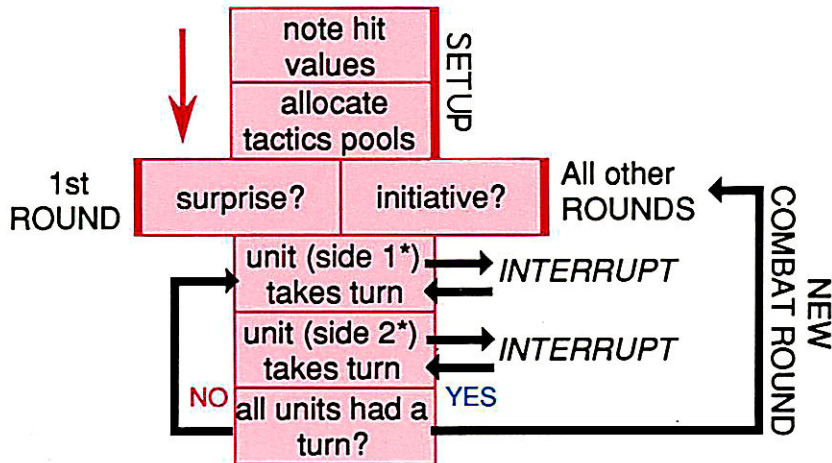 note hit
values
SETUP
allocate
tactics pools
1st
ROUND
surprise?
initiative?
All other
ROUNDS
unit (side 1*)
takes turn
INTERRUPT
unit (side 2*)
takes turn
INTERRUPT
NO
all units had a
turn?
YES
NEW
COMBAT ROUND